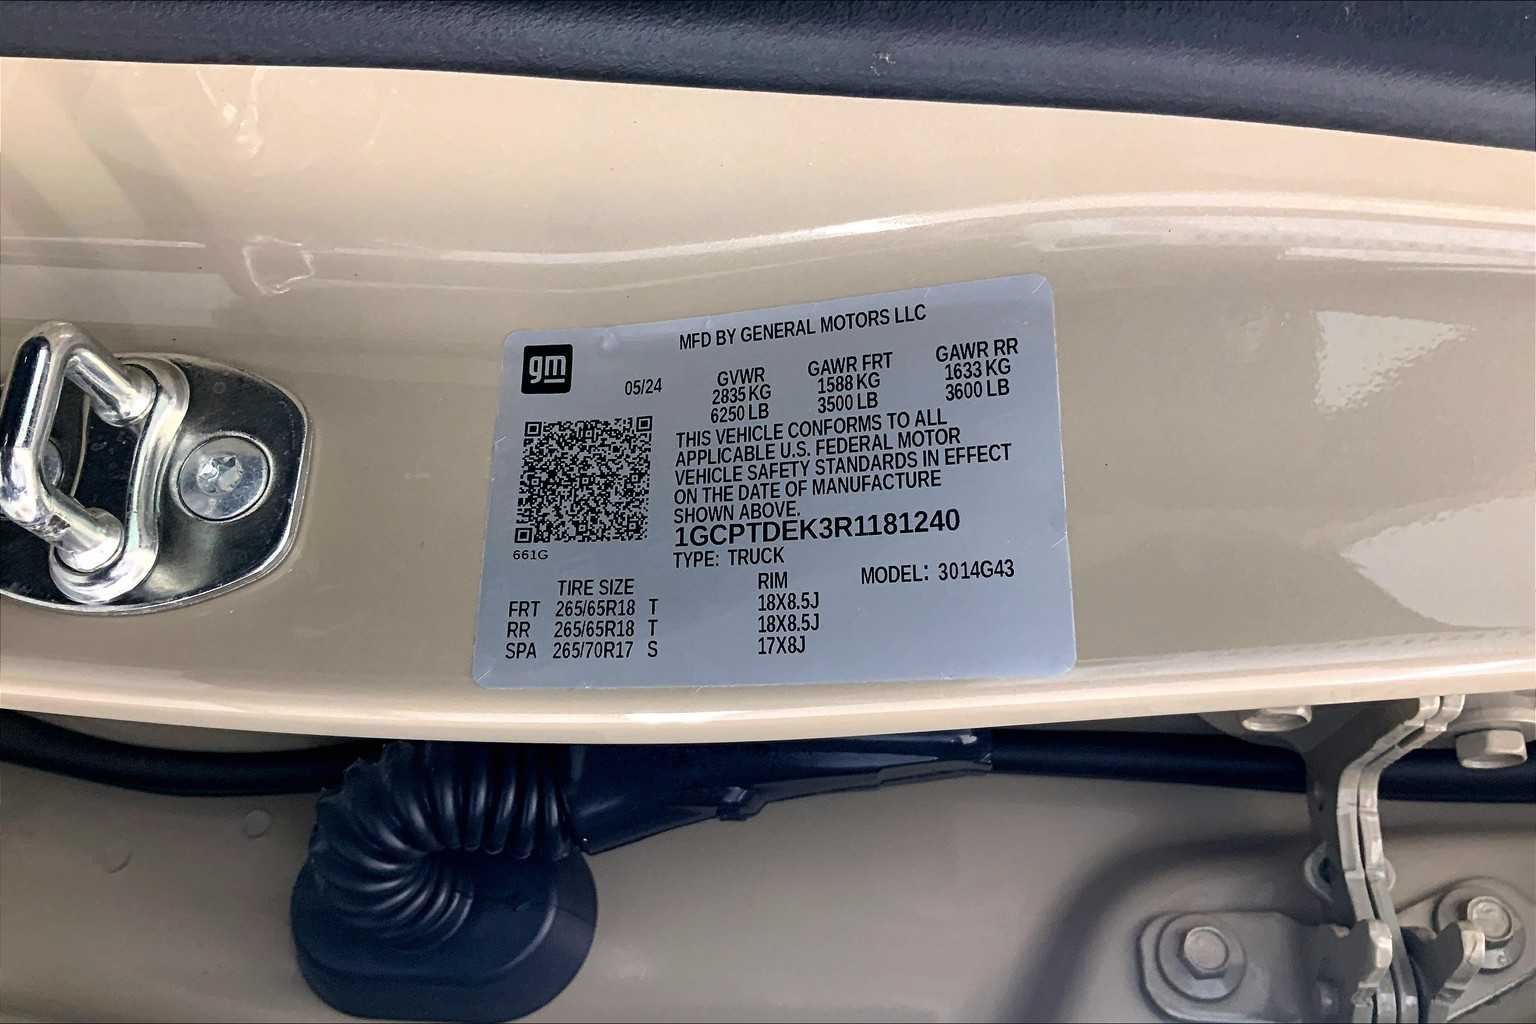 MFD BY GENERAL MOTORS LLC
gm
05/24 GVWR GAWR FRT GAWR RR
2835 KG 1588 KG 1633 KG
6250 LB 3500 LB 3600 LB
THIS VEHICLE CONFORMS TO ALL
APPLICABLE U.S. FEDERAL MOTOR
VEHICLE SAFETY STANDARDS IN EFFECT
ON THE DATE OF MANUFACTURE
SHOWN ABOVE.
1GCPTDEK3R1181240
661G
TYPE: TRUCK
MODEL: 3014G43
TIRE SIZE RIM
FRT 265/65R18 T 18X8.5J
RR 265/65R18 T 18X8.5J
SPA 265/70R17 S 17X8J